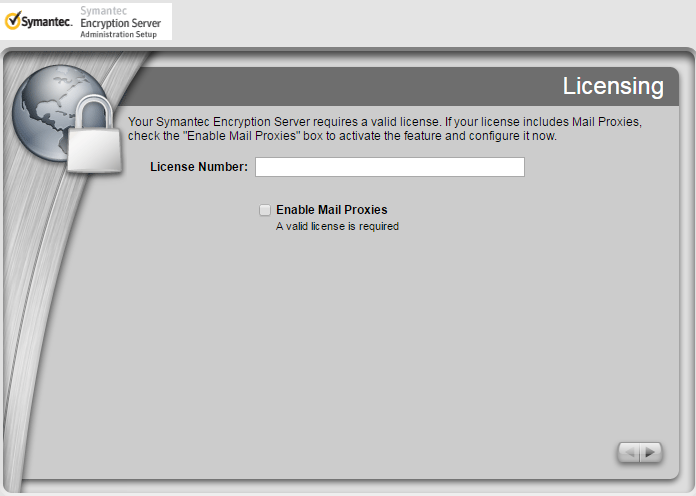 Symantec.
Symantec
Encryption Server
Administration Setup
Licensing
Your Symantec Encryption Server requires a valid license. If your license includes Mail Proxies,
check the "Enable Mail Proxies" box to activate the feature and configure it now.
License Number:
Enable Mail Proxies
A valid license is required